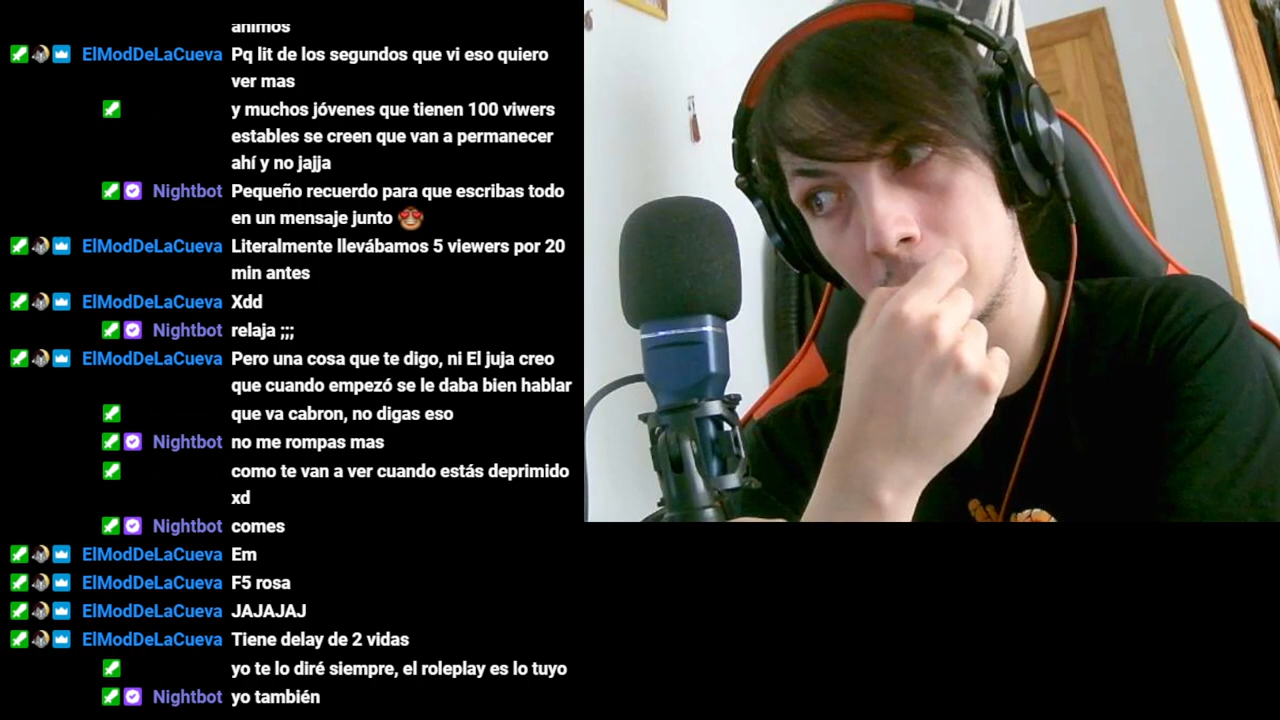 animos
ElModDeLaCueva Pq lit de los segundos que vi eso quiero
ver mas
y muchos jóvenes que tienen 100 viwers
estables se creen que van a permanecer
ahí y no jajja
Nightbot Pequeño recuerdo para que escribas todo
en un mensaje junto
ElModDeLaCueva Literalmente llevábamos 5 viewers por 20
min antes
ElModDeLaCueva Xdd
Nightbot relaja ;;;
ElModDeLaCueva Pero una cosa que te digo, ni El juja creo
que cuando empezó se le daba bien hablar
que va cabron, no digas eso
Nightbot no me rompas mas
como te van a ver cuando estás deprimido
xd
Nightbot comes
ElModDeLaCueva Em
ElModDeLaCueva F5 rosa
ElModDeLaCueva JAJAJAJ
ElModDeLaCueva Tiene delay de 2 vidas
yo te lo diré siempre, el roleplay es lo tuyo
Nightbot yo también